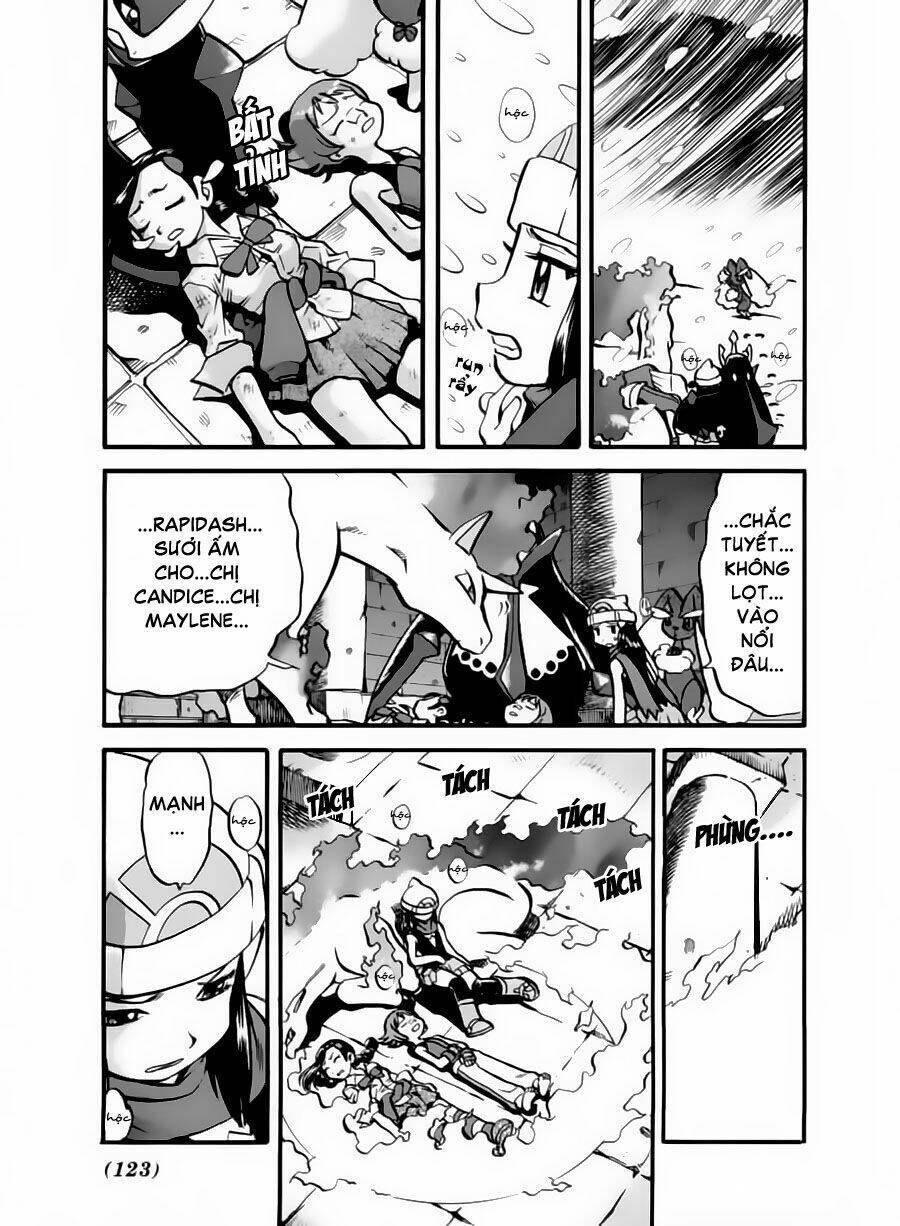 hộc
hộc
hộc
hộc
run
rẩy
BẤT
TỈNH
...CHẮC
TUYẾT...
KHÔNG
LỌT...
VÀO
NỔI
ĐÂU...
...RAPIDASH...
SƯỞI ẤM
CHO...CHỊ
CANDICE...CHỊ
MAYLENE...
PHỪNG....
TÁCH
TÁCH
TÁCH
TÁCH
hộc
hộc
hộc
MẠNH
...
hộc
hộc
(123)